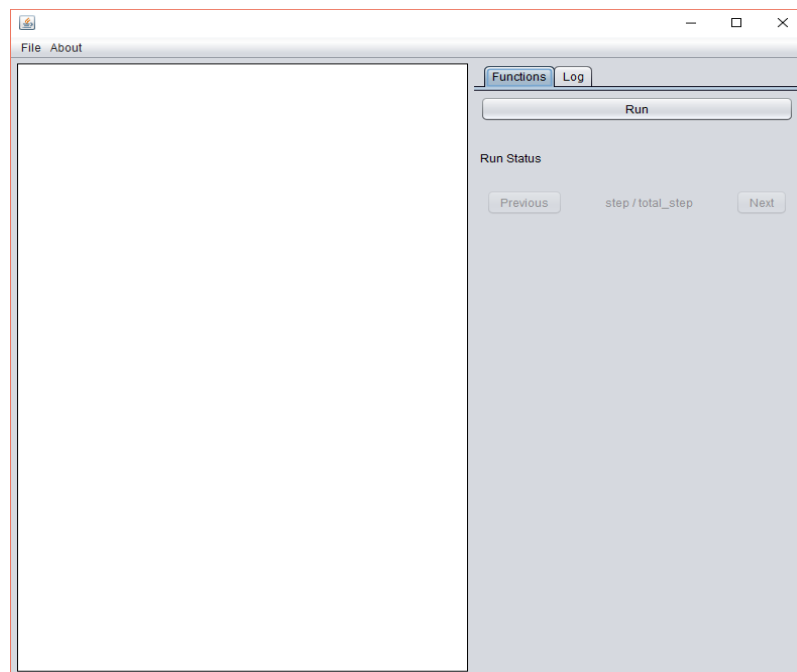 File About
Functions Log
Run
Run Status
Previous step / total_step Next